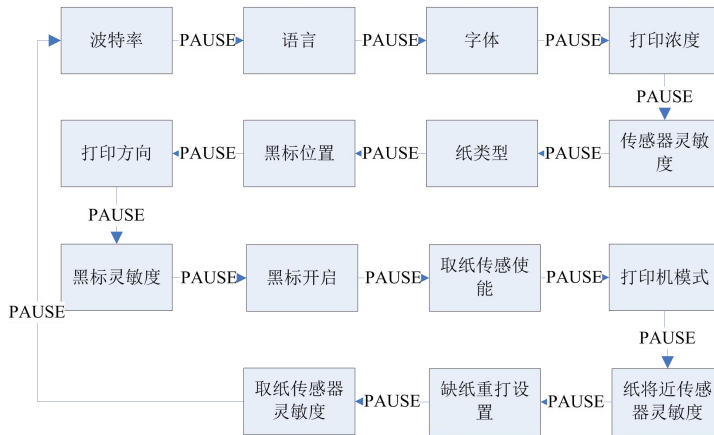 波特率
PAUSE
语言
PAUSE
字体
PAUSE
打印浓度
PAUSE
传感器灵敏
度
PAUSE
纸类型
PAUSE
黑标位置
PAUSE
打印方向
PAUSE
黑标灵敏度
PAUSE
黑标开启
PAUSE
取纸传感使
能
PAUSE
打印机模式
PAUSE
纸将近传感
器灵敏度
PAUSE
缺纸重打设
置
PAUSE
取纸传感器
灵敏度
PAUSE